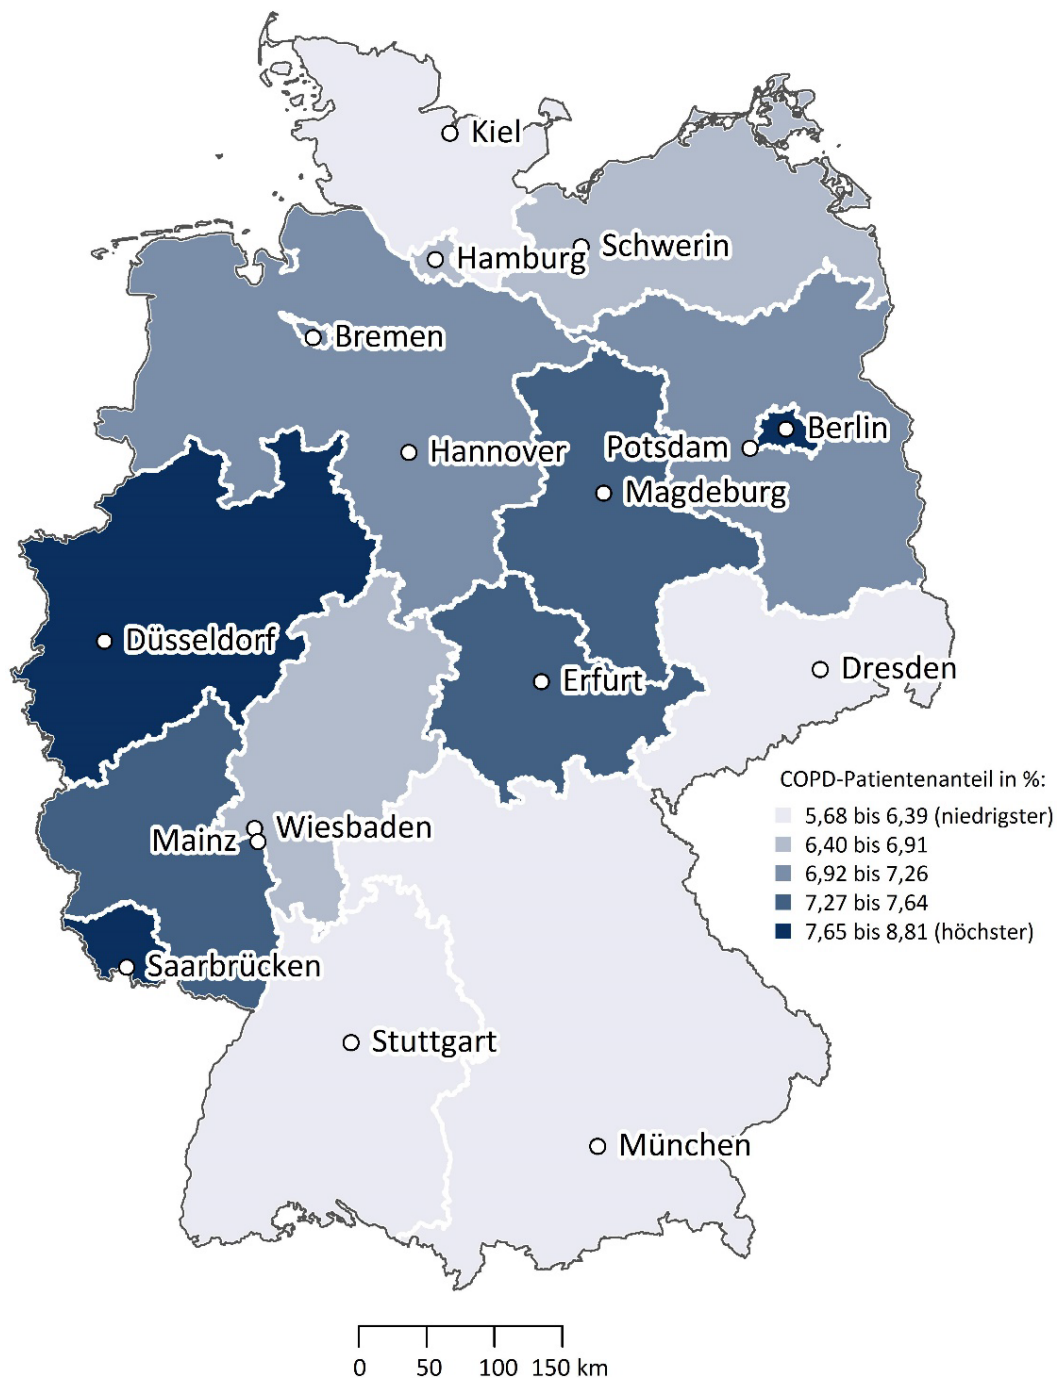 Kiel
Schwerin
Hamburg
Bremen
Berlin
Potsdam
Hannover
Magdeburg
Düsseldorf
Erfurt
Dresden
COPD-Patientenanteil in %:
5,68 bis 6,39 (niedrigster)
6,40 bis 6,91
6,92 bis 7,26
7,27 bis 7,64
7,65 bis 8,81 (höchster)
Wiesbaden
Mainz
Saarbrücken
Stuttgart
München
0 50 100 150 km